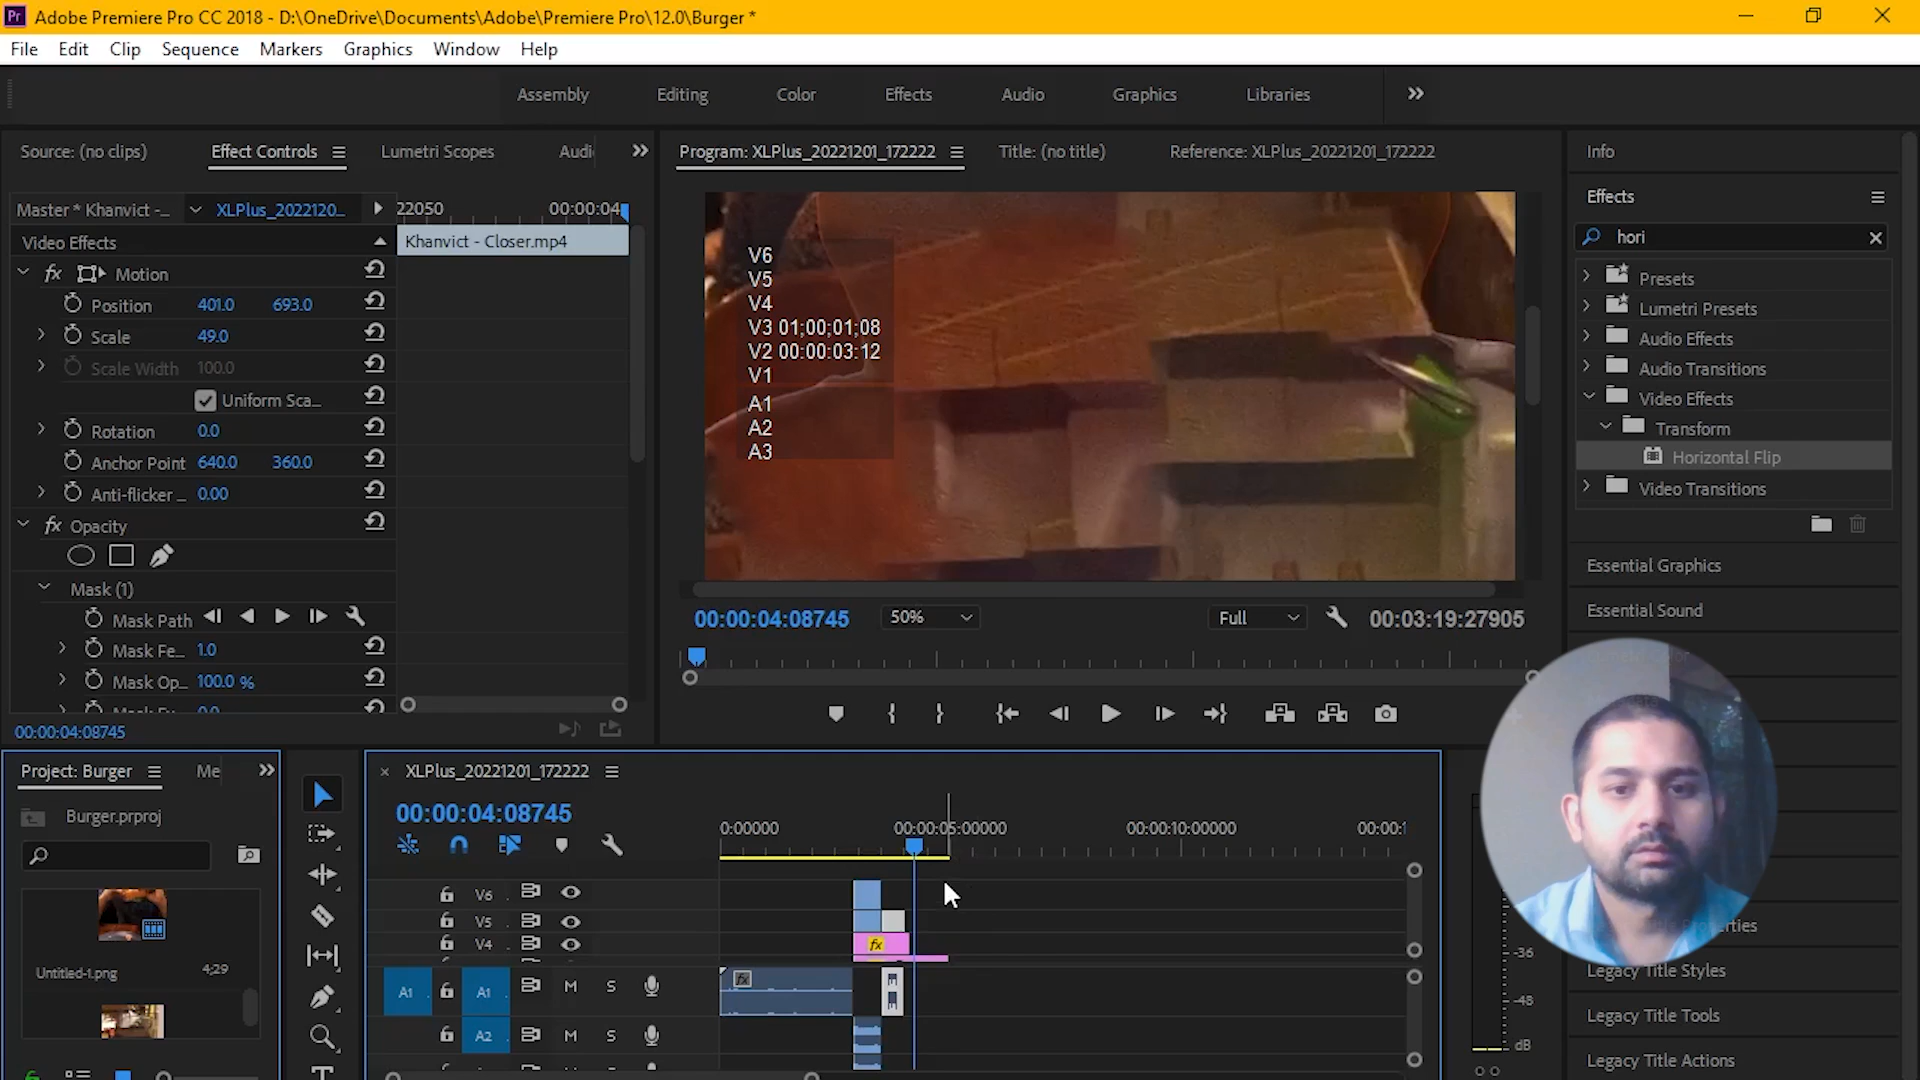 Adobe Premiere Pro CC 2018 - D:\OneDrive\Documents\Adobe\Premiere Pro\12.0\Burger *
File Edit Clip Sequence Markers Graphics Window Help
Assembly Editing Color Effects Audio Graphics Libraries
Source: (no clips) Effect Controls Lumetri Scopes Audi
Master * Khanvict -... XLPlus_2022120... 22050 00:00:04
Video Effects Khanvict - Closer.mp4
fx Motion
Position 401.0 693.0
Scale 49.0
Scale Width 100.0
Uniform Sca...
Rotation 0.0
Anchor Point 640.0 360.0
Anti-flicker ... 0.00
fx Opacity
Mask (1)
Mask Path
Mask Fe... 1.0
Mask Op... 100.0 %
00:00:04:08745
Program: XLPlus_20221201_172222 Title: (no title) Reference: XLPlus_20221201_172222
V6
V5
V4
V3 01;00;01;08
V2 00:00:03:12
V1
A1
A2
A3
00:00:04:08745 50% Full 00:03:19:27905
Info
Effects
hori
Presets
Lumetri Presets
Audio Effects
Audio Transitions
Video Effects
Transform
Horizontal Flip
Video Transitions
Essential Graphics
Essential Sound
Legacy Title Styles
Legacy Title Tools
Legacy Title Actions
Project: Burger Me
Burger.prproj
Untitled-1.png 4;29
XLPlus_20221201_172222
00:00:04:08745
0:00000 00:00:05:00000 00:00:10:00000 00:00:1
V6
V5
V4 fx
A1 A1 M S fx
A2 M S
-36
-48
dB